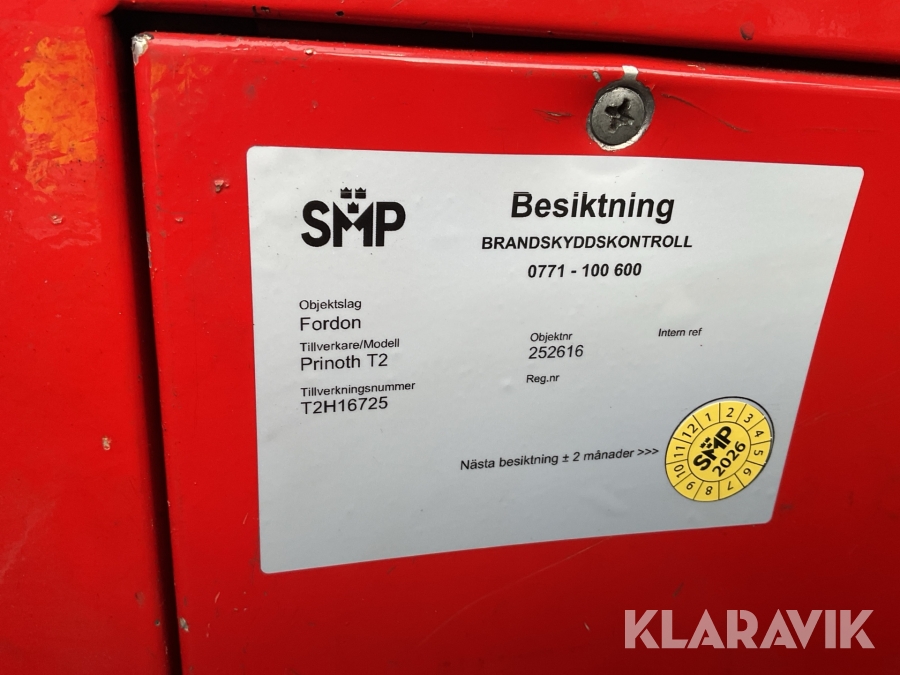 SMP
Besiktning
BRANDSKYDDSKONTROLL
0771 - 100 600
Objektslag
Fordon
Tillverkare/Modell
Prinoth T2
Tillverkningsnummer
T2H16725
Objektnr
252616
Intern ref
Reg.nr
Nästa besiktning ± 2 månader >>>
1 2 3 4 5 6 7 8 9 10 11 12
SMP
2026
KLARAVIK